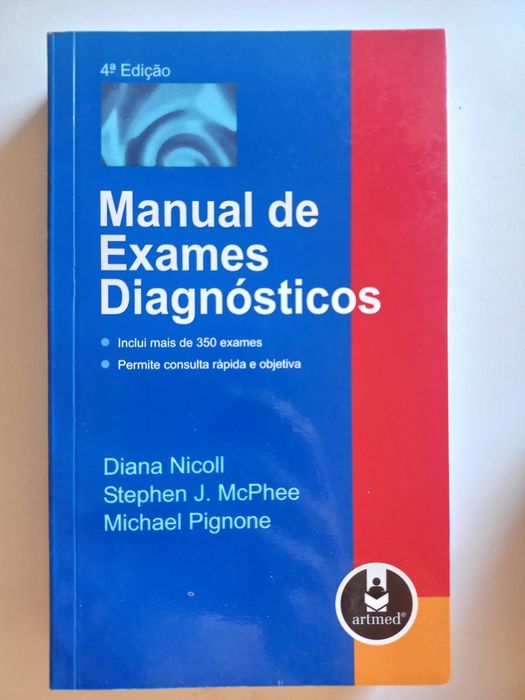 4ª Edição
Manual de
Exames
Diagnósticos
Inclui mais de 350 exames
Permite consulta rápida e objetiva
Diana Nicoll
Stephen J. McPhee
Michael Pignone
artmed®